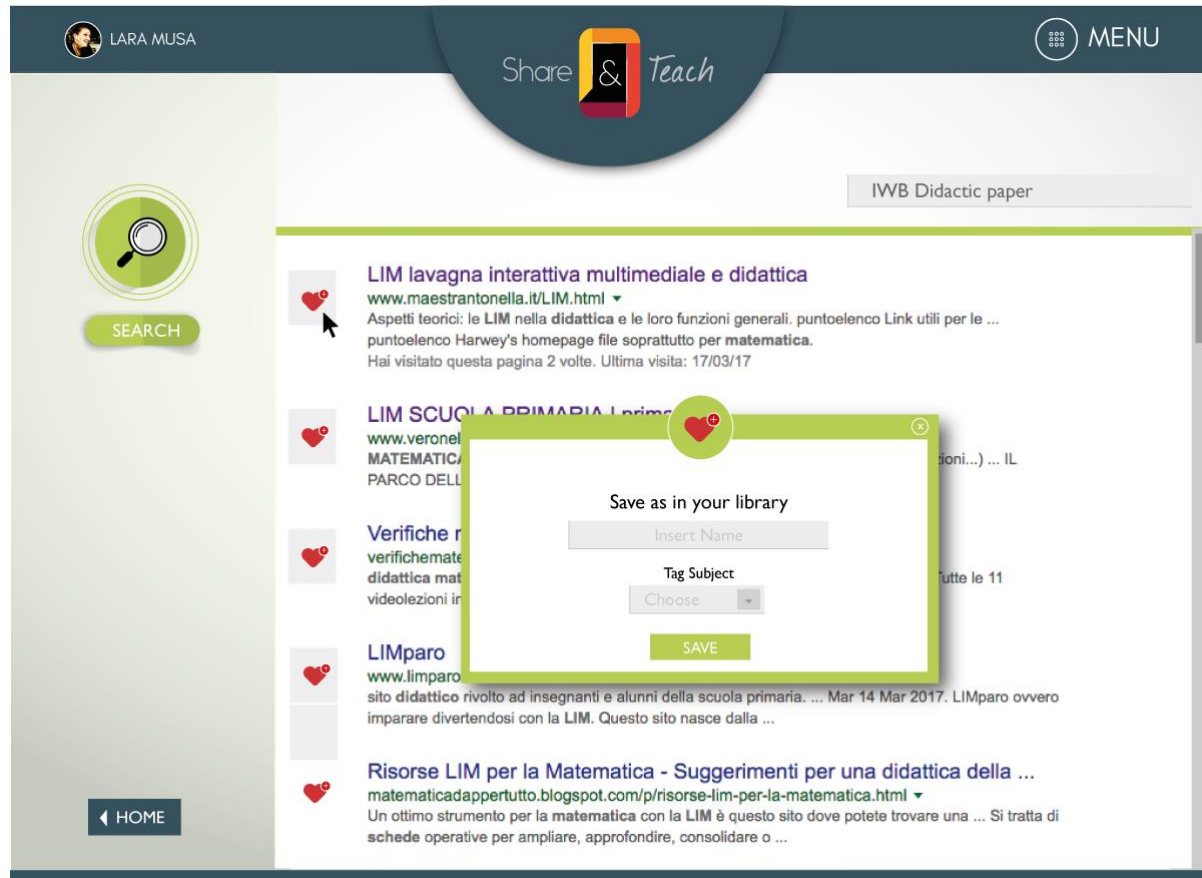 LARA MUSA
Share & Teach
MENU
IWB Didactic paper
SEARCH
LIM lavagna interattiva multimediale e didattica
www.maestrantonella.it/LIM.html
Aspetti teorici: le LIM nella didattica e le loro funzioni generali. puntoelenco Link utili per le ...
puntoelenco Harwey's homepage file soprattutto per matematica.
Hai visitato questa pagina 2 volte. Ultima visita: 17/03/17
LIM SCUOLA PRIMARIA | prima
www.veronel
MATEMATICA zioni...) ... IL
PARCO DELL
Save as in your library
Insert Name
Tag Subject
Choose
SAVE
Verifiche
verifichemate
didattica mat Tutte le 11
videolezioni in
LIMparo
www.limparo
sito didattico rivolto ad insegnanti e alunni della scuola primaria. ... Mar 14 Mar 2017. LIMparo ovvero
imparare divertendosi con la LIM. Questo sito nasce dalla ...
Risorse LIM per la Matematica - Suggerimenti per una didattica della ...
matematicadappertutto.blogspot.com/p/risorse-lim-per-la-matematica.html
Un ottimo strumento per la matematica con la LIM è questo sito dove potete trovare una ... Si tratta di
schede operative per ampliare, approfondire, consolidare o ...
HOME